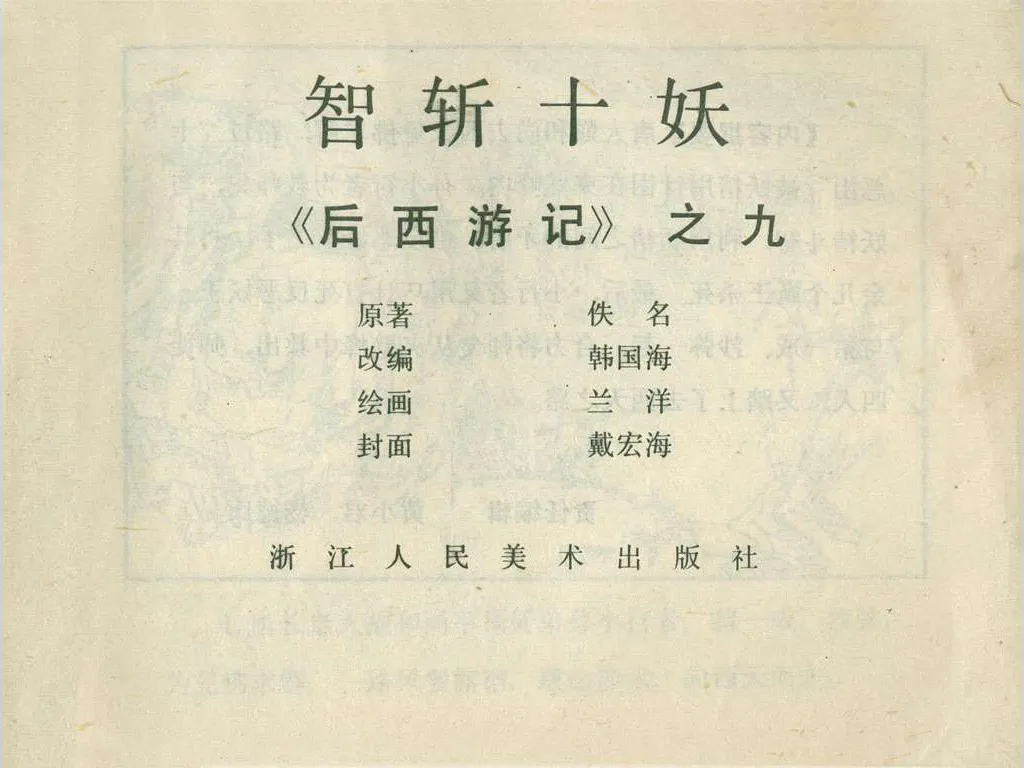 智斩十妖
《后西游记》之九
原著 佚名
改编 韩国海
绘画 兰洋
封面 戴宏海
浙江人民美术出版社